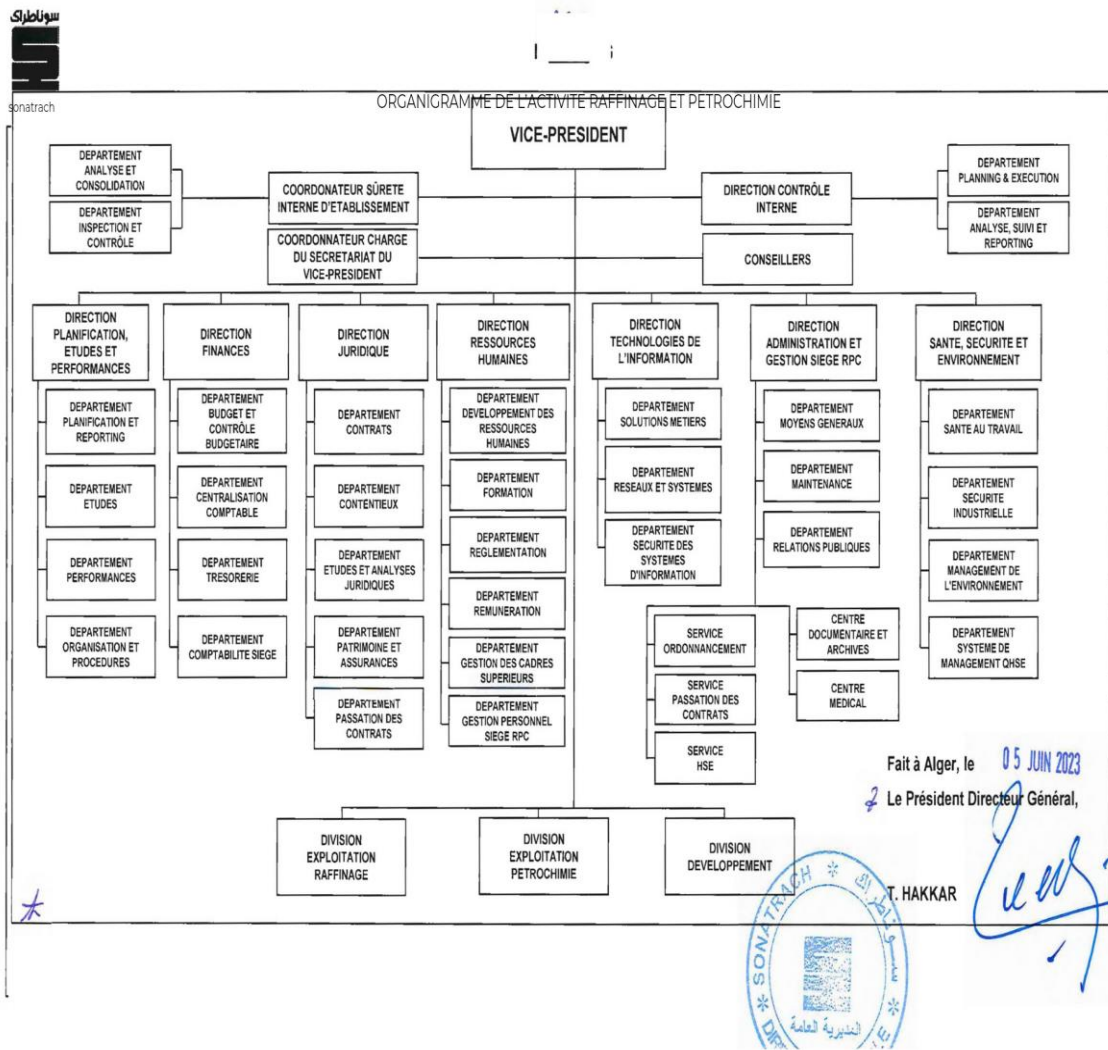 سوناطراك
sonatrach
ORGANIGRAMME DE L'ACTIVITE RAFFINAGE ET PETROCHIMIE
VICE-PRESIDENT
DEPARTEMENT
ANALYSE ET
CONSOLIDATION
DEPARTEMENT
INSPECTION ET
CONTRÔLE
COORDONATEUR SÛRETE
INTERNE D'ETABLISSEMENT
DIRECTION CONTRÔLE
INTERNE
DEPARTEMENT
PLANNING & EXECUTION
DEPARTEMENT
ANALYSE, SUIVI ET
REPORTING
COORDONNATEUR CHARGE
DU SECRETARIAT DU
VICE-PRESIDENT
CONSEILLERS
DIRECTION
PLANIFICATION,
ETUDES ET
PERFORMANCES
DEPARTEMENT
PLANIFICATION ET
REPORTING
DEPARTEMENT
ETUDES
DEPARTEMENT
PERFORMANCES
DEPARTEMENT
ORGANISATION ET
PROCEDURES
DIRECTION
FINANCES
DEPARTEMENT
BUDGET ET
CONTRÔLE
BUDGETAIRE
DEPARTEMENT
CENTRALISATION
COMPTABLE
DEPARTEMENT
TRESORERIE
DEPARTEMENT
COMPTABILITE SIEGE
DIRECTION
JURIDIQUE
DEPARTEMENT
CONTRATS
DEPARTEMENT
CONTENTIEUX
DEPARTEMENT
ETUDES ET ANALYSES
JURIDIQUES
DEPARTEMENT
PATRIMOINE ET
ASSURANCES
DEPARTEMENT
PASSATION DES
CONTRATS
DIRECTION
RESSOURCES
HUMAINES
DEPARTEMENT
DEVELOPPEMENT DES
RESSOURCES
HUMAINES
DEPARTEMENT
FORMATION
DEPARTEMENT
REGLEMENTATION
DEPARTEMENT
REMUNERATION
DEPARTEMENT
GESTION DES CADRES
SUPERIEURS
DEPARTEMENT
GESTION PERSONNEL
SIEGE RPC
DIRECTION
TECHNOLOGIES DE
L'INFORMATION
DEPARTEMENT
SOLUTIONS METIERS
DEPARTEMENT
RESEAUX ET SYSTEMES
DEPARTEMENT
SECURITE DES
SYSTEMES
D'INFORMATION
DIRECTION
ADMINISTRATION ET
GESTION SIEGE RPC
DEPARTEMENT
MOYENS GENERAUX
DEPARTEMENT
MAINTENANCE
DEPARTEMENT
RELATIONS PUBLIQUES
SERVICE
ORDONNANCEMENT
SERVICE
PASSATION DES
CONTRATS
SERVICE
HSE
CENTRE
DOCUMENTAIRE ET
ARCHIVES
CENTRE
MEDICAL
DIRECTION
SANTE, SECURITE ET
ENVIRONNEMENT
DEPARTEMENT
SANTE AU TRAVAIL
DEPARTEMENT
SECURITE
INDUSTRIELLE
DEPARTEMENT
MANAGEMENT DE
L'ENVIRONNEMENT
DEPARTEMENT
SYSTEME DE
MANAGEMENT QHSE
DIVISION
EXPLOITATION
RAFFINAGE
DIVISION
EXPLOITATION
PETROCHIMIE
DIVISION
DEVELOPPEMENT
Fait à Alger, le 05 JUIN 2023
Le Président Directeur Général,
T. HAKKAR
SONATRACH
سوناطراك
المديرية العامة